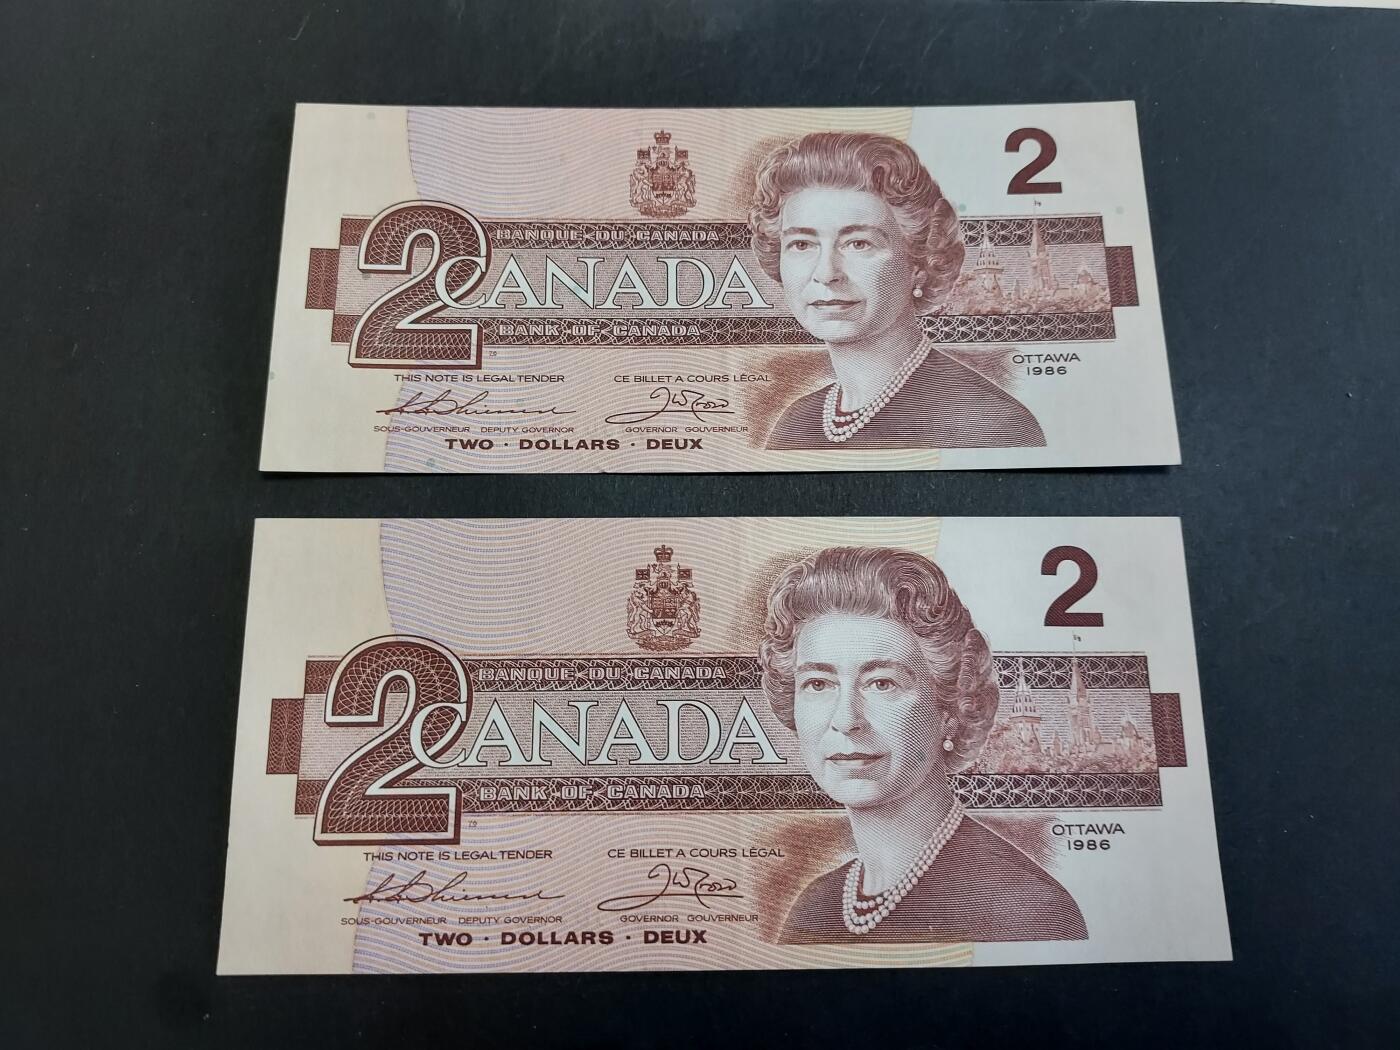 2
BANQUE DU CANADA
2 CANADA
BANK OF CANADA
OTTAWA
1986
THIS NOTE IS LEGAL TENDER CE BILLET A COURS LÉGAL
SOUS-GOUVERNEUR DEPUTY GOVERNOR GOVERNOR GOUVERNEUR
TWO · DOLLARS · DEUX
2
BANQUE DU CANADA
2 CANADA
BANK OF CANADA
OTTAWA
1986
THIS NOTE IS LEGAL TENDER CE BILLET A COURS LÉGAL
SOUS-GOUVERNEUR DEPUTY GOVERNOR GOVERNOR GOUVERNEUR
TWO · DOLLARS · DEUX